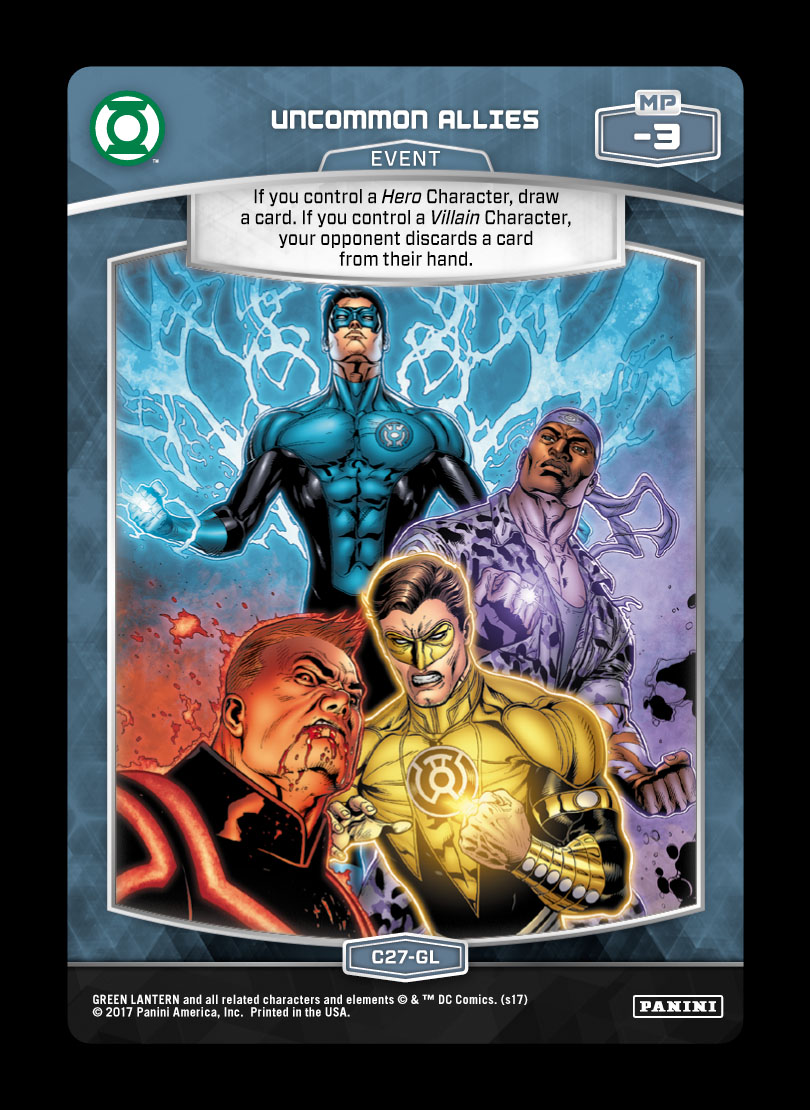 UNCOMMON ALLIES
MP
-3
EVENT
If you control a Hero Character, draw
a card. If you control a Villain Character,
your opponent discards a card
from their hand.
C27-GL
GREEN LANTERN and all related characters and elements © & ™ DC Comics. (s17)
© 2017 Panini America, Inc. Printed in the USA.
PANINI